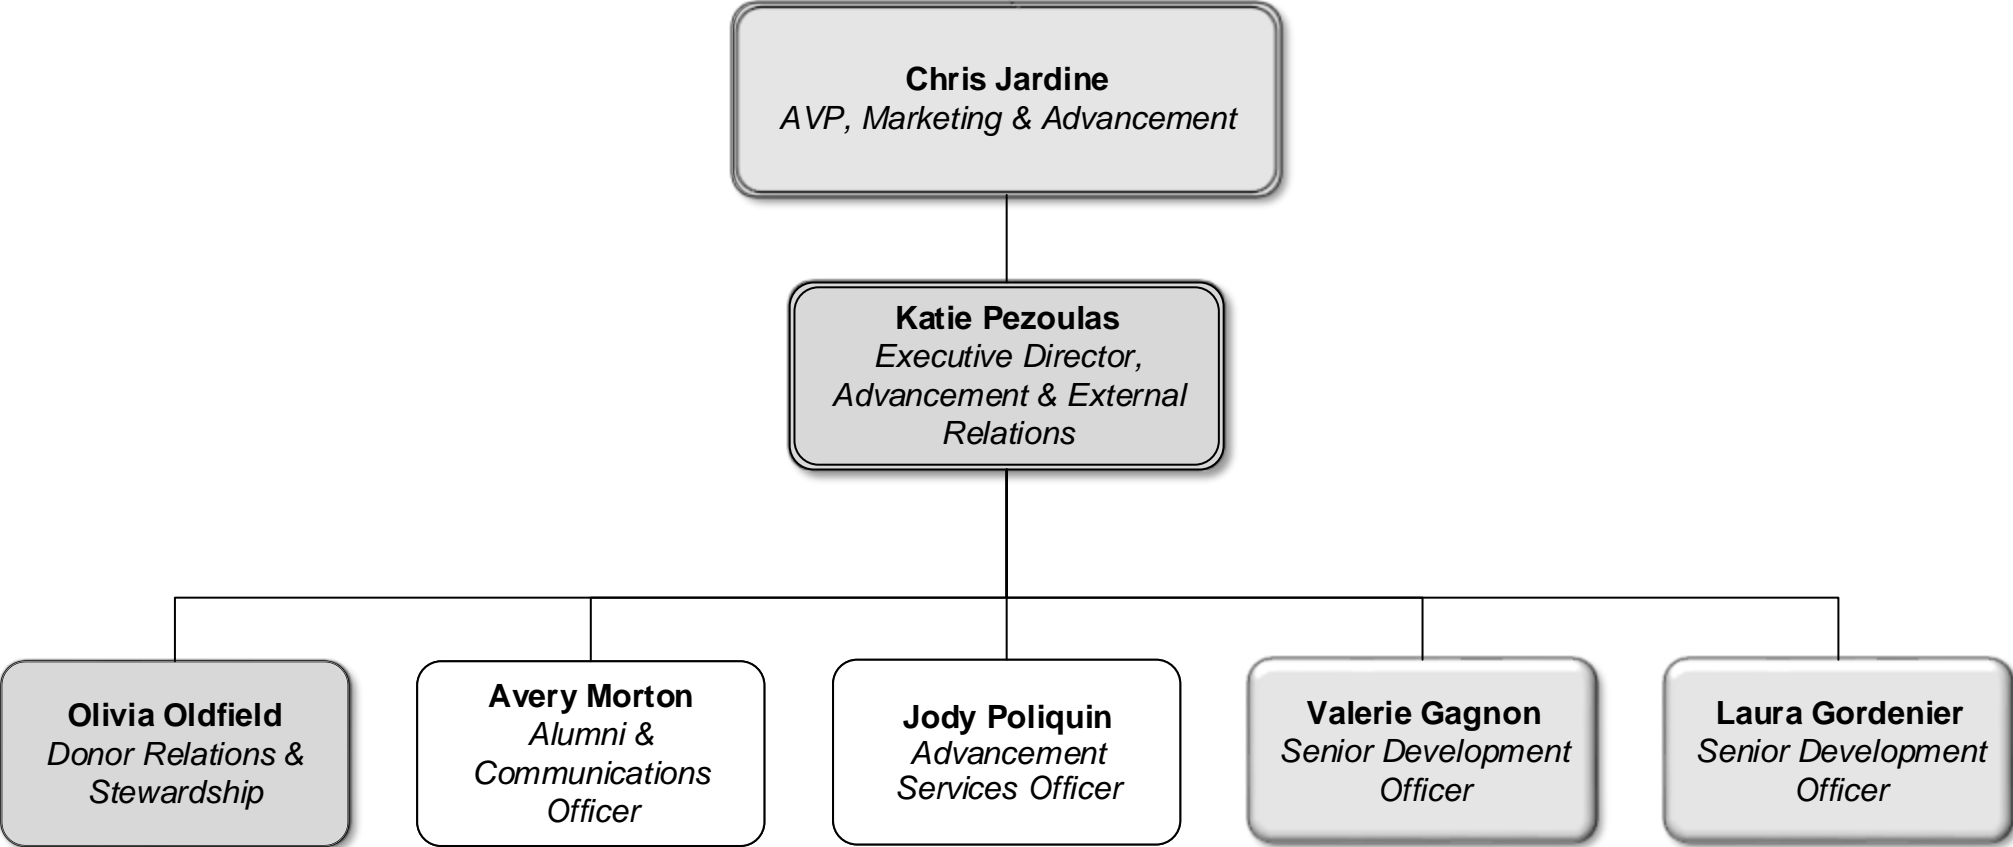 Chris Jardine
AVP, Marketing & Advancement
Katie Pezoulas
Executive Director,
Advancement & External
Relations
Olivia Oldfield
Donor Relations &
Stewardship
Avery Morton
Alumni &
Communications
Officer
Jody Poliquin
Advancement
Services Officer
Valerie Gagnon
Senior Development
Officer
Laura Gordenier
Senior Development
Officer